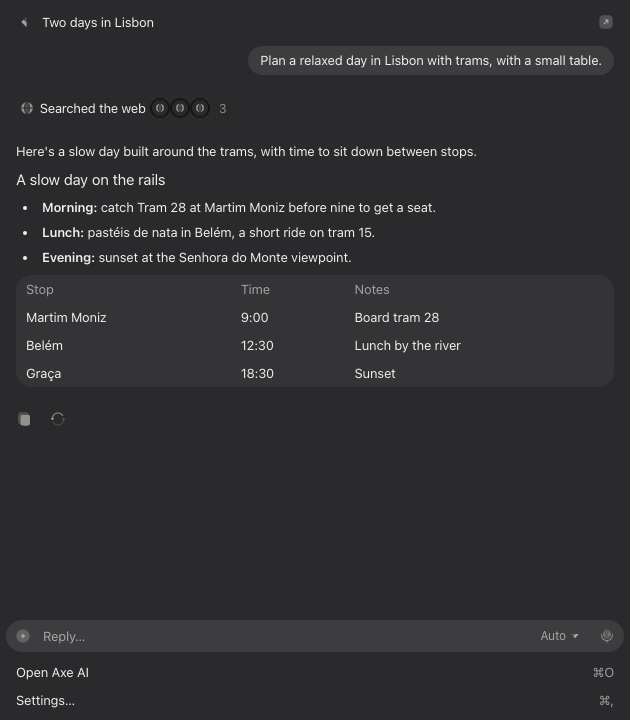 Two days in Lisbon
Plan a relaxed day in Lisbon with trams, with a small table.
Searched the web 3
Here's a slow day built around the trams, with time to sit down between stops.
A slow day on the rails
• Morning: catch Tram 28 at Martim Moniz before nine to get a seat.
• Lunch: pastéis de nata in Belém, a short ride on tram 15.
• Evening: sunset at the Senhora do Monte viewpoint.
Stop Time Notes
Martim Moniz 9:00 Board tram 28
Belém 12:30 Lunch by the river
Graça 18:30 Sunset
Reply... Auto
Open Axe AI ⌘O
Settings... ⌘,